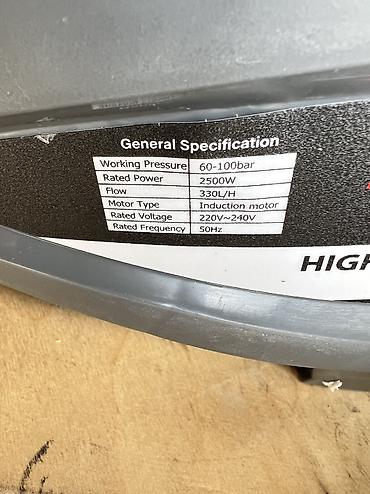 General Specification
Working Pressure 60-100bar
Rated Power 2500W
Flow 330L/H
Motor Type Induction motor
Rated Voltage 220V~240V
Rated Frequency 50Hz
HIGH